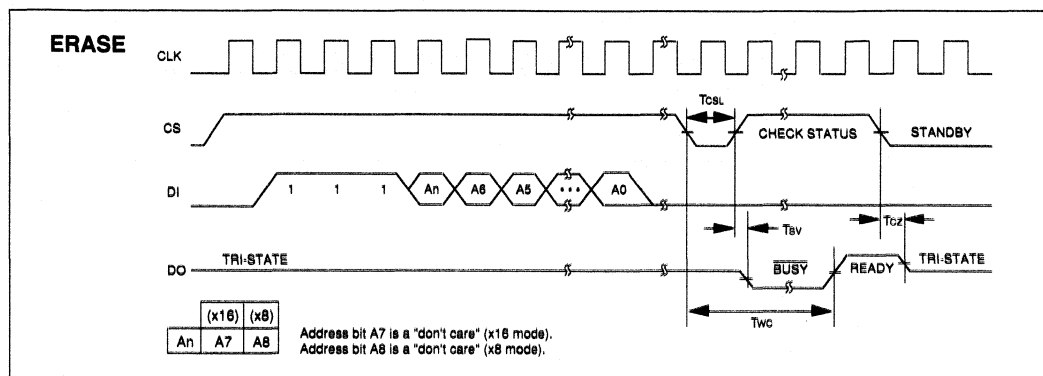 ERASE
CLK
TCSL
CS
CHECK STATUS
STANDBY
DI
1 1 1 An A6 A5 ••• A0
TSV
TCZ
DO
TRI-STATE
BUSY
READY
TRI-STATE
TWC
(x16) (x8)
An A7 A8
Address bit A7 is a "don't care" (x16 mode).
Address bit A8 is a "don't care" (x8 mode).